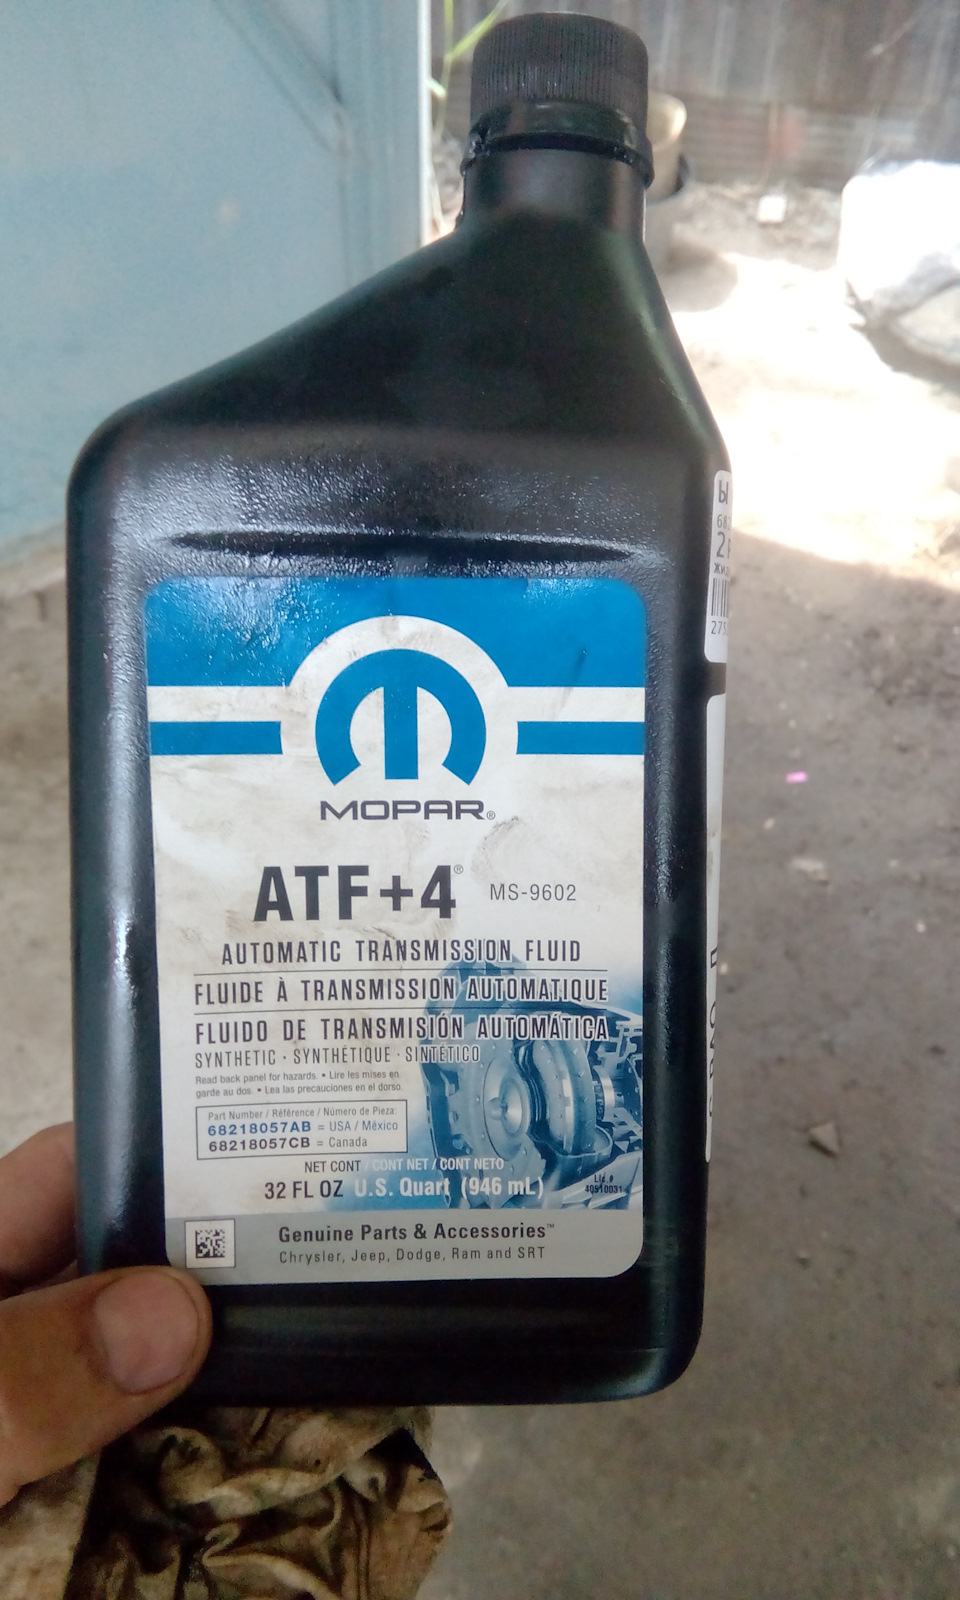 MOPAR®
ATF+4® MS-9602
AUTOMATIC TRANSMISSION FLUID
FLUIDE À TRANSMISSION AUTOMATIQUE
FLUIDO DE TRANSMISIÓN AUTOMÁTICA
SYNTHETIC · SYNTHÉTIQUE · SINTÉTICO
Read back panel for hazards. • Lire les mises en
garde au dos. • Lea las precauciones en el dorso.
Part Number / Référence / Número de Pieza:
68218057AB = USA / México
68218057CB = Canada
NET CONT / CONT NET / CONT NETO
32 FL OZ U.S. Quart (946 mL)
Lic.#
40510031
Genuine Parts & Accessories™
Chrysler, Jeep, Dodge, Ram and SRT